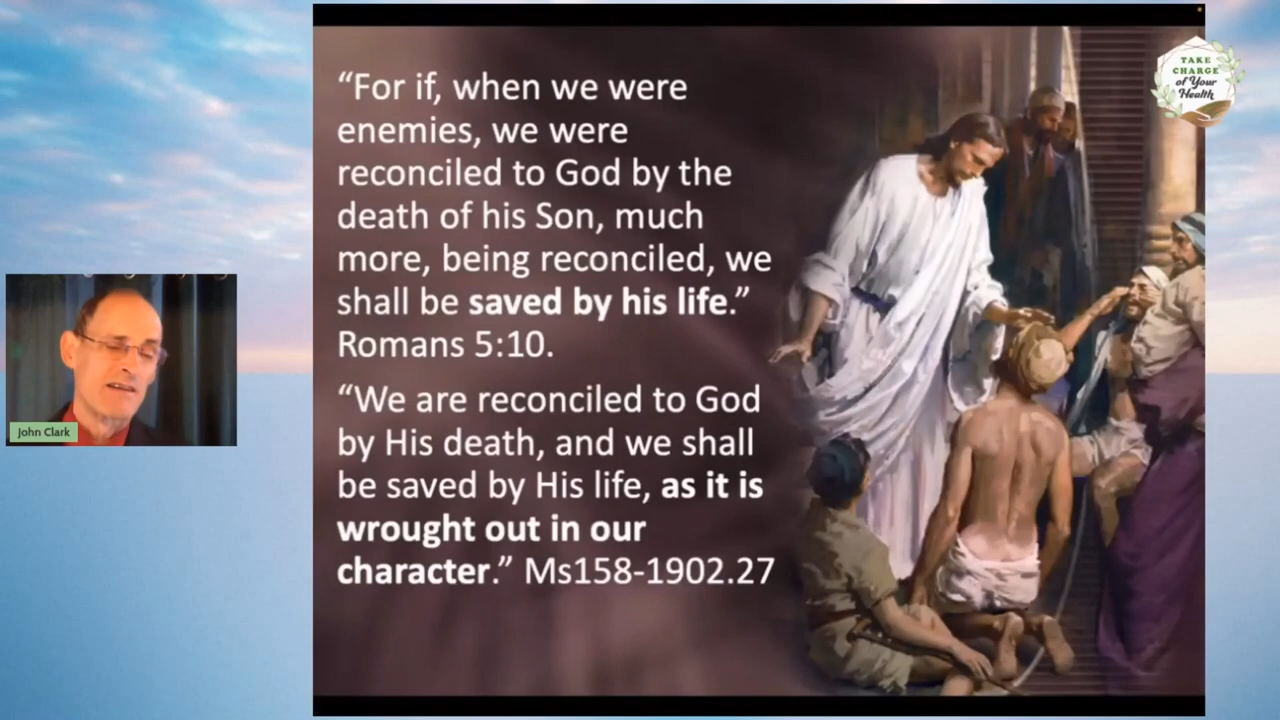 “For if, when we were
enemies, we were
reconciled to God by the
death of his Son, much
more, being reconciled, we
shall be saved by his life.”
Romans 5:10.
“We are reconciled to God
by His death, and we shall
be saved by His life, as it is
wrought out in our
character.” Ms158-1902.27
TAKE
CHARGE
of Your
Health
John Clark